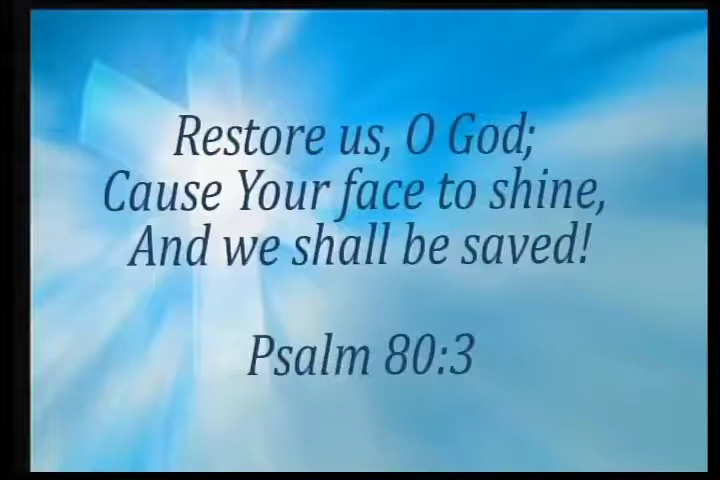 Restore us, O God;
Cause Your face to shine,
And we shall be saved!
Psalm 80:3